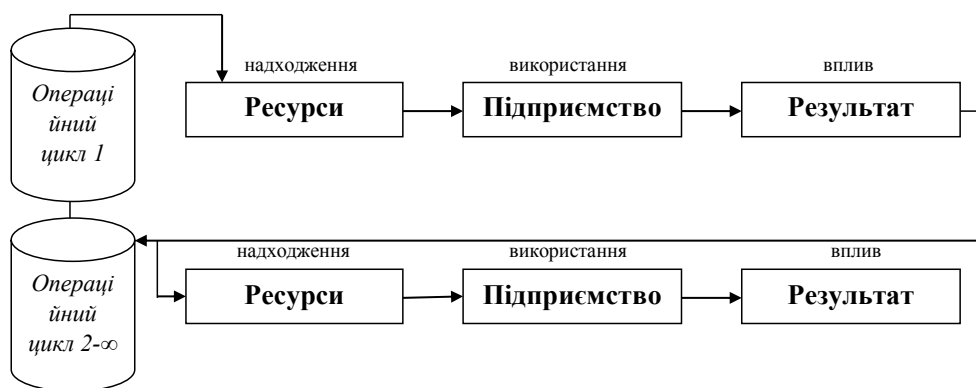 надходження
використання
вплив
Операці
йний
цикл 1
Ресурси
Підприємство
Результат
надходження
використання
вплив
Операці
йний
цикл 2-∞
Ресурси
Підприємство
Результат